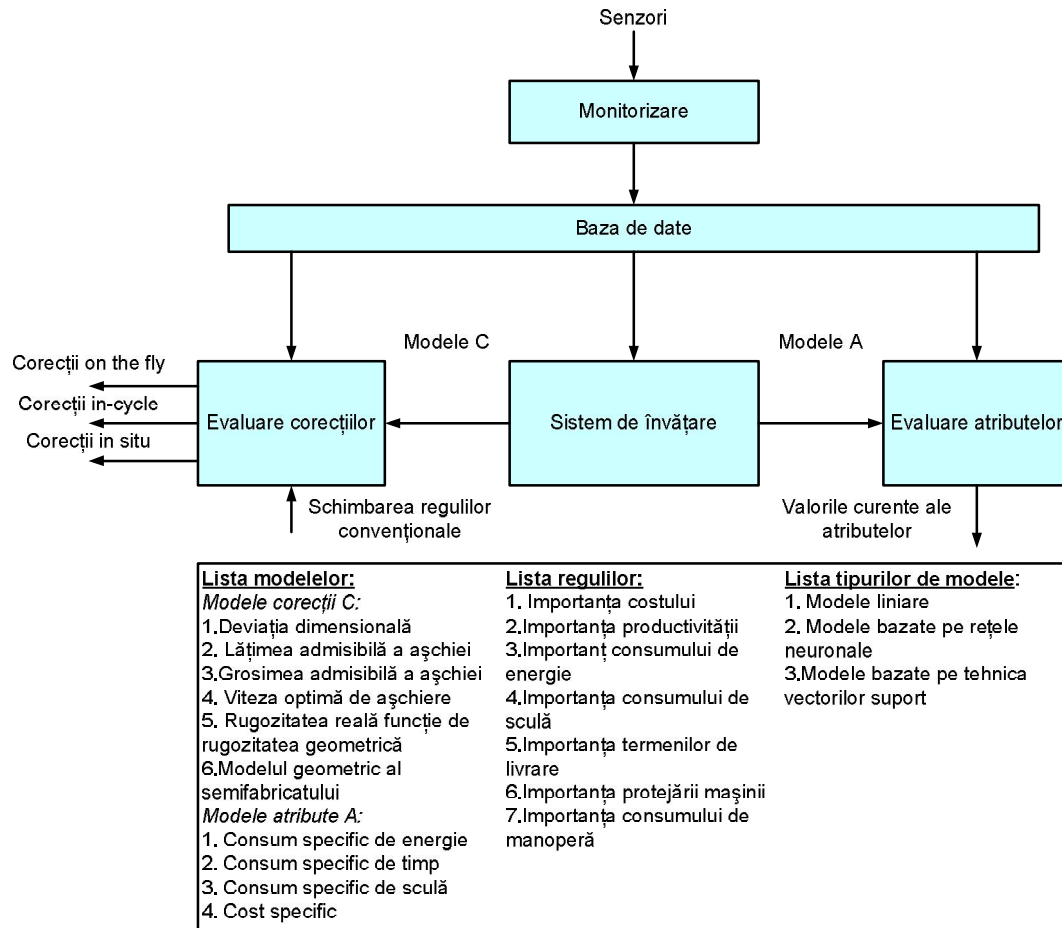 Senzori
Monitorizare
Baza de date
Modele C
Modele A
Corecții on the fly
Corecții in-cycle
Corecții in situ
Evaluare corecțiilor
Sistem de învățare
Evaluare atributelor
Schimbarea regulilor
convenționale
Valorile curente ale
atributelor
Lista modelelor:
Modele corecții C:
1.Deviația dimensională
2. Lățimea admisibilă a aşchiei
3.Grosimea admisibilă a aşchiei
4. Viteza optimă de aşchiere
5. Rugozitatea reală funcție de
rugozitatea geometrică
6.Modelul geometric al
semifabricatului
Modele atribute A:
1. Consum specific de energie
2. Consum specific de timp
3. Consum specific de sculă
4. Cost specific
Lista regulilor:
1. Importanța costului
2.Importanța productivității
3.Importanț consumului de
energie
4.Importanța consumului de
sculă
5.Importanța termenilor de
livrare
6.Importanța protejării maşinii
7.Importanța consumului de
manoperă
Lista tipurilor de modele:
1. Modele liniare
2. Modele bazate pe rețele
neuronale
3.Modele bazate pe tehnica
vectorilor suport